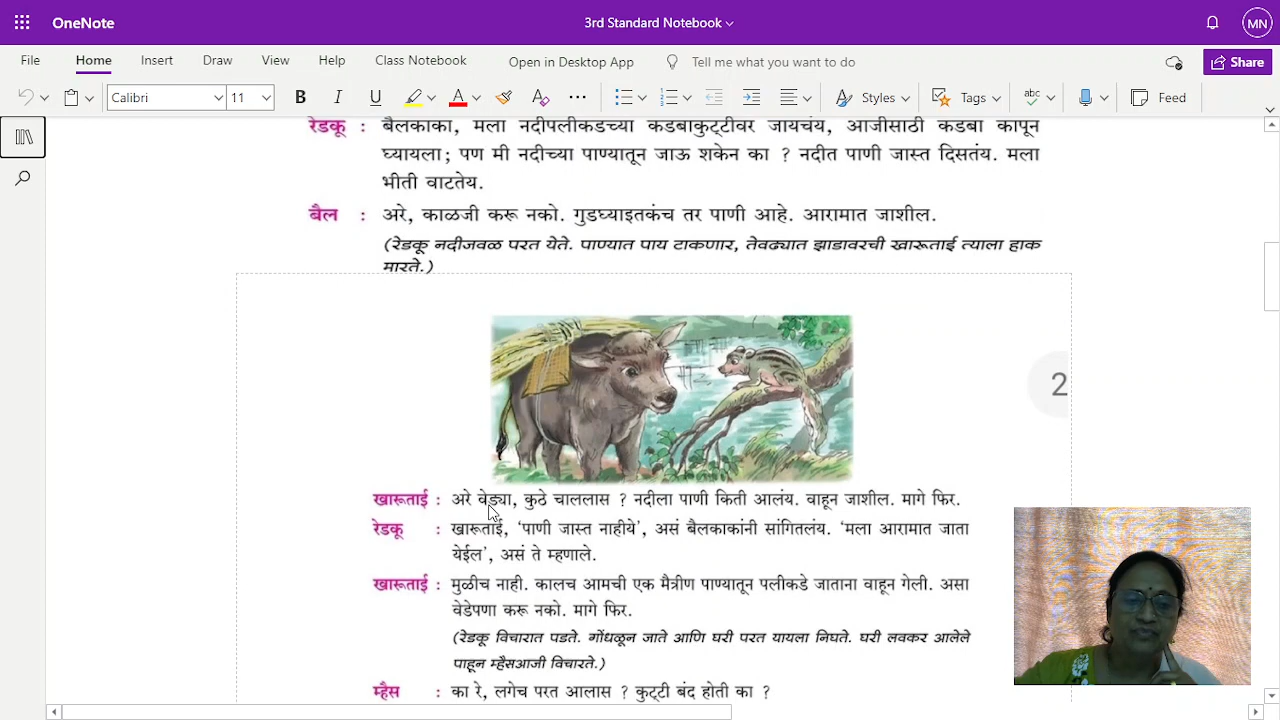 OneNote
3rd Standard Notebook
MN
File Home Insert Draw View Help Class Notebook Open in Desktop App Tell me what you want to do Share
Calibri 11 B I U A Styles Tags abc Feed
रेडकू : बैलकाका, मला नदीपलीकडच्या कडबाकुट्टीवर जायचंय, आजीसाठी कडबा कापून
घ्यायला; पण मी नदीच्या पाण्यातून जाऊ शकेन का ? नदीत पाणी जास्त दिसतंय. मला
भीती वाटतेय.
बैल : अरे, काळजी करू नको. गुडघ्याइतकंच तर पाणी आहे. आरामात जाशील.
(रेडकू नदीजवळ परत येते. पाण्यात पाय टाकणार, तेवढ्यात झाडावरची खारूताई त्याला हाक
मारते.)
2
खारूताई : अरे वेड्या, कुठे चाललास ? नदीला पाणी किती आलंय. वाहून जाशील. मागे फिर.
रेडकू : खारूताई, ‘पाणी जास्त नाहीये’, असं बैलकाकांनी सांगितलंय. ‘मला आरामात जाता
येईल’, असं ते म्हणाले.
खारूताई : मुळीच नाही. कालच आमची एक मैत्रीण पाण्यातून पलीकडे जाताना वाहून गेली. असा
वेडेपणा करू नको. मागे फिर.
(रेडकू विचारात पडते. गोंधळून जाते आणि घरी परत यायला निघते. घरी लवकर आलेले
पाहून म्हैसआजी विचारते.)
म्हैस : का रे, लगेच परत आलास ? कुट्टी बंद होती का ?